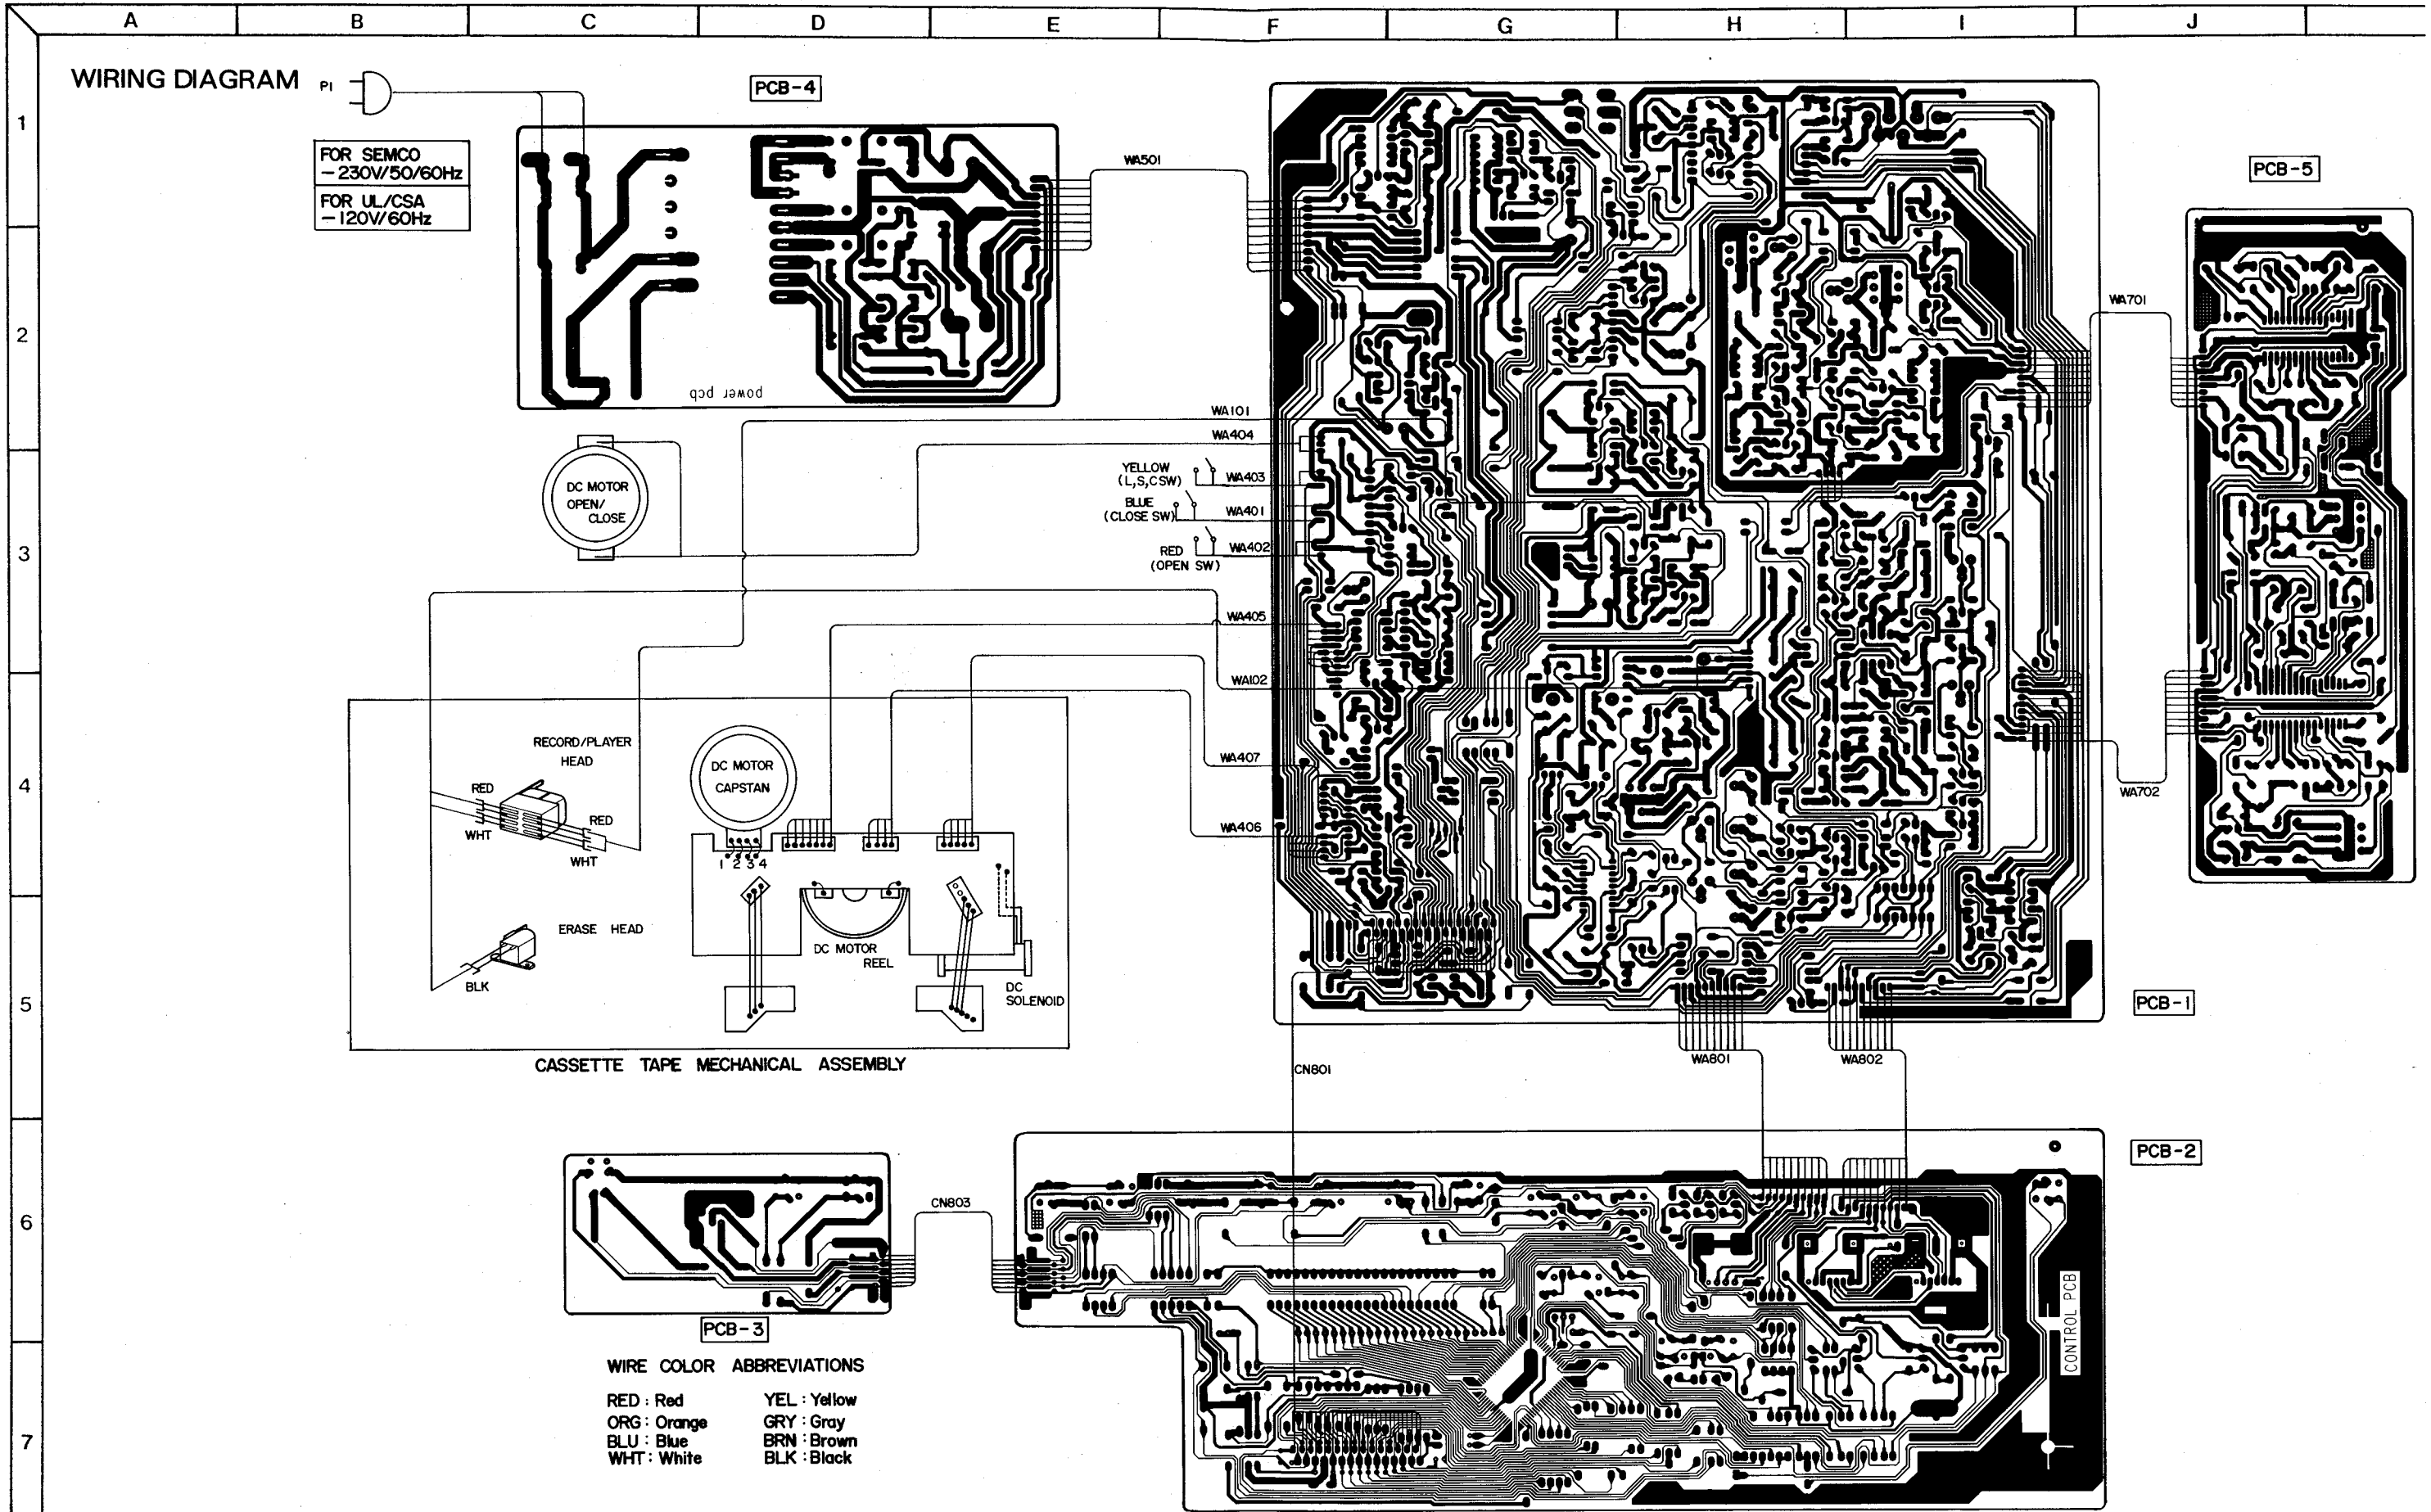 A B C D E F G H I J
WIRING DIAGRAM
P1
PCB-4
1
FOR SEMCO
-230V/50/60Hz
FOR UL/CSA
-120V/60Hz
WA501
PCB-5
WA701
2
power pcb
WA101
WA404
YELLOW
(L,S,CSW)
WA403
BLUE
(CLOSE SW)
WA401
RED
(OPEN SW)
WA402
DC MOTOR
OPEN/
CLOSE
3
WA405
WA102
RECORD/PLAYER
HEAD
DC MOTOR
CAPSTAN
WA407
4
RED
WHT
RED
WHT
WA406
WA702
1 2 3 4
ERASE HEAD
DC MOTOR
REEL
BLK
DC
SOLENOID
5
PCB-1
CASSETTE TAPE MECHANICAL ASSEMBLY
WA801
WA802
CN801
PCB-2
6
CN803
CONTROL PCB
PCB-3
WIRE COLOR ABBREVIATIONS
RED : Red YEL : Yellow
ORG : Orange GRY : Gray
BLU : Blue BRN : Brown
WHT : White BLK : Black
7